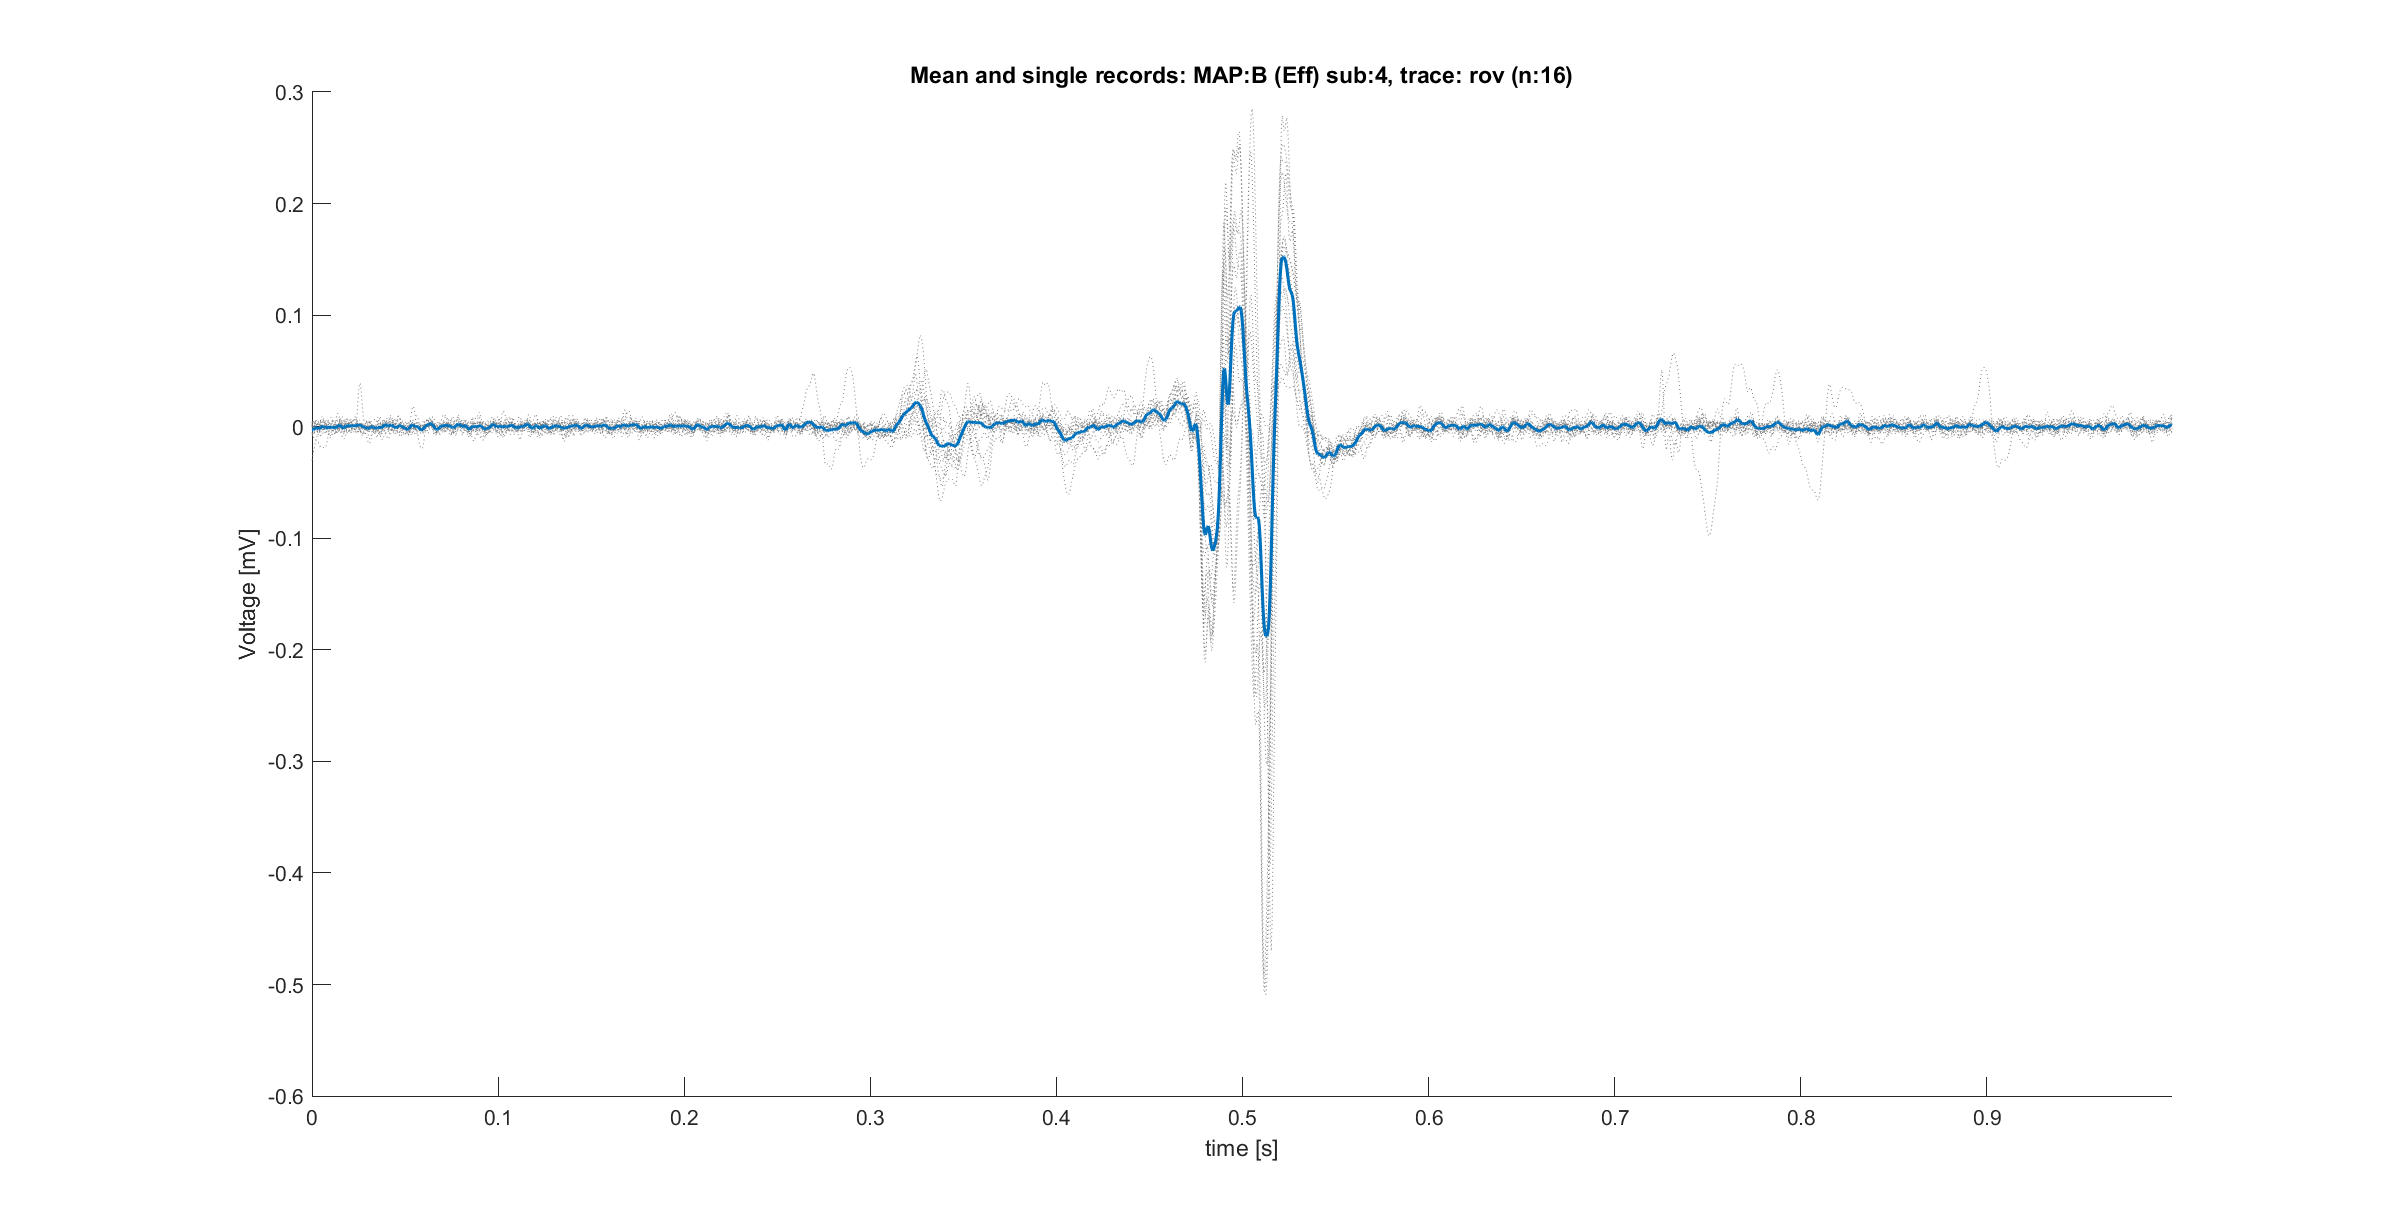 Mean and single records: MAP:B (Eff) sub:4, trace: rov (n:16)
0.3
0.2
0.1
0
-0.1
-0.2
-0.3
-0.4
-0.5
-0.6
Voltage [mV]
0 0.1 0.2 0.3 0.4 0.5 0.6 0.7 0.8 0.9
time [s]